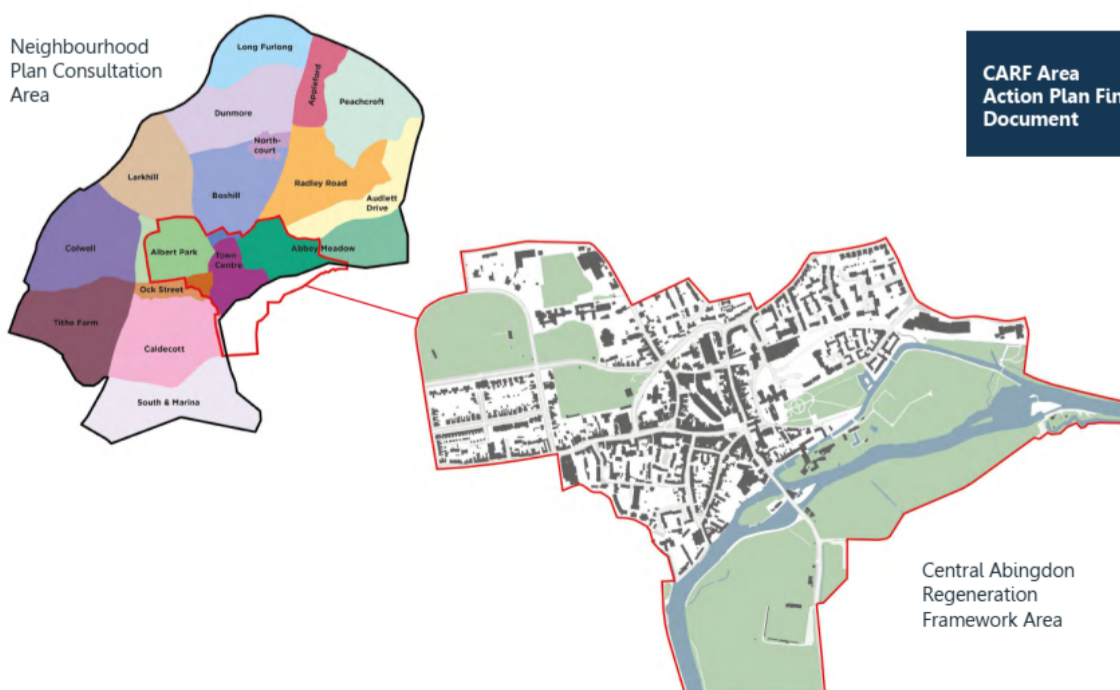 Neighbourhood
Plan Consultation
Area
Long Furlong
Appleford
Peachcroft
Dunmore
North-
court
Larkhill
Boxhill
Radley Road
Audlett
Drive
Colwell
Albert Park
Town
Centre
Abbey Meadow
Ock Street
Tithe Farm
Caldecott
South & Marina
CARF Area
Action Plan Fin
Document
Central Abingdon
Regeneration
Framework Area